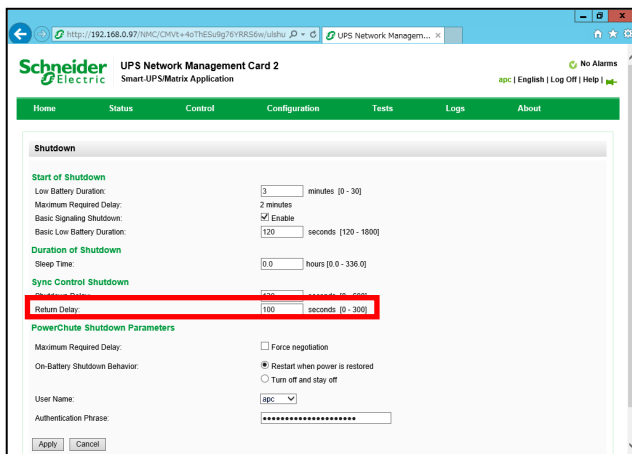 http://192.168.0.97/NMC/CMVt+4oThESu9g76YRRS6w/ulshu
UPS Network Managem... ×
Schneider Electric
UPS Network Management Card 2
Smart-UPS/Matrix Application
No Alarms
apc | English | Log Off | Help |
Home Status Control Configuration Tests Logs About
Shutdown
Start of Shutdown
Low Battery Duration: 3 minutes [0 - 30]
Maximum Required Delay: 2 minutes
Basic Signaling Shutdown: Enable
Basic Low Battery Duration: 120 seconds [120 - 1800]
Duration of Shutdown
Sleep Time: 0.0 hours [0.0 - 336.0]
Sync Control Shutdown
Return Delay: 100 seconds [0 - 300]
PowerChute Shutdown Parameters
Maximum Required Delay: Force negotiation
On-Battery Shutdown Behavior: Restart when power is restored
Turn off and stay off
User Name: apc
Authentication Phrase:
Apply Cancel